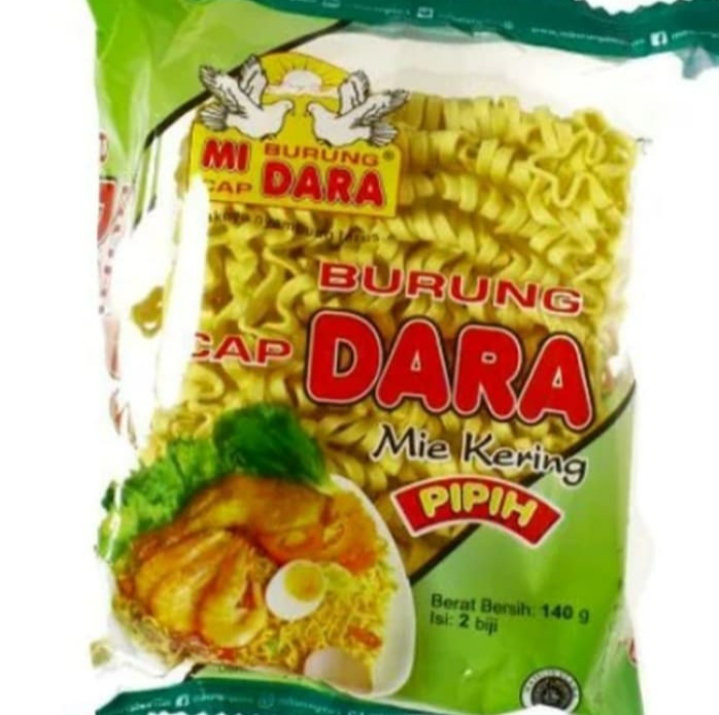 MI BURUNG®
CAP DARA
BURUNG
CAP DARA
Mie Kering
PIPIH
Berat Bersih: 140 g
Isi: 2 biji